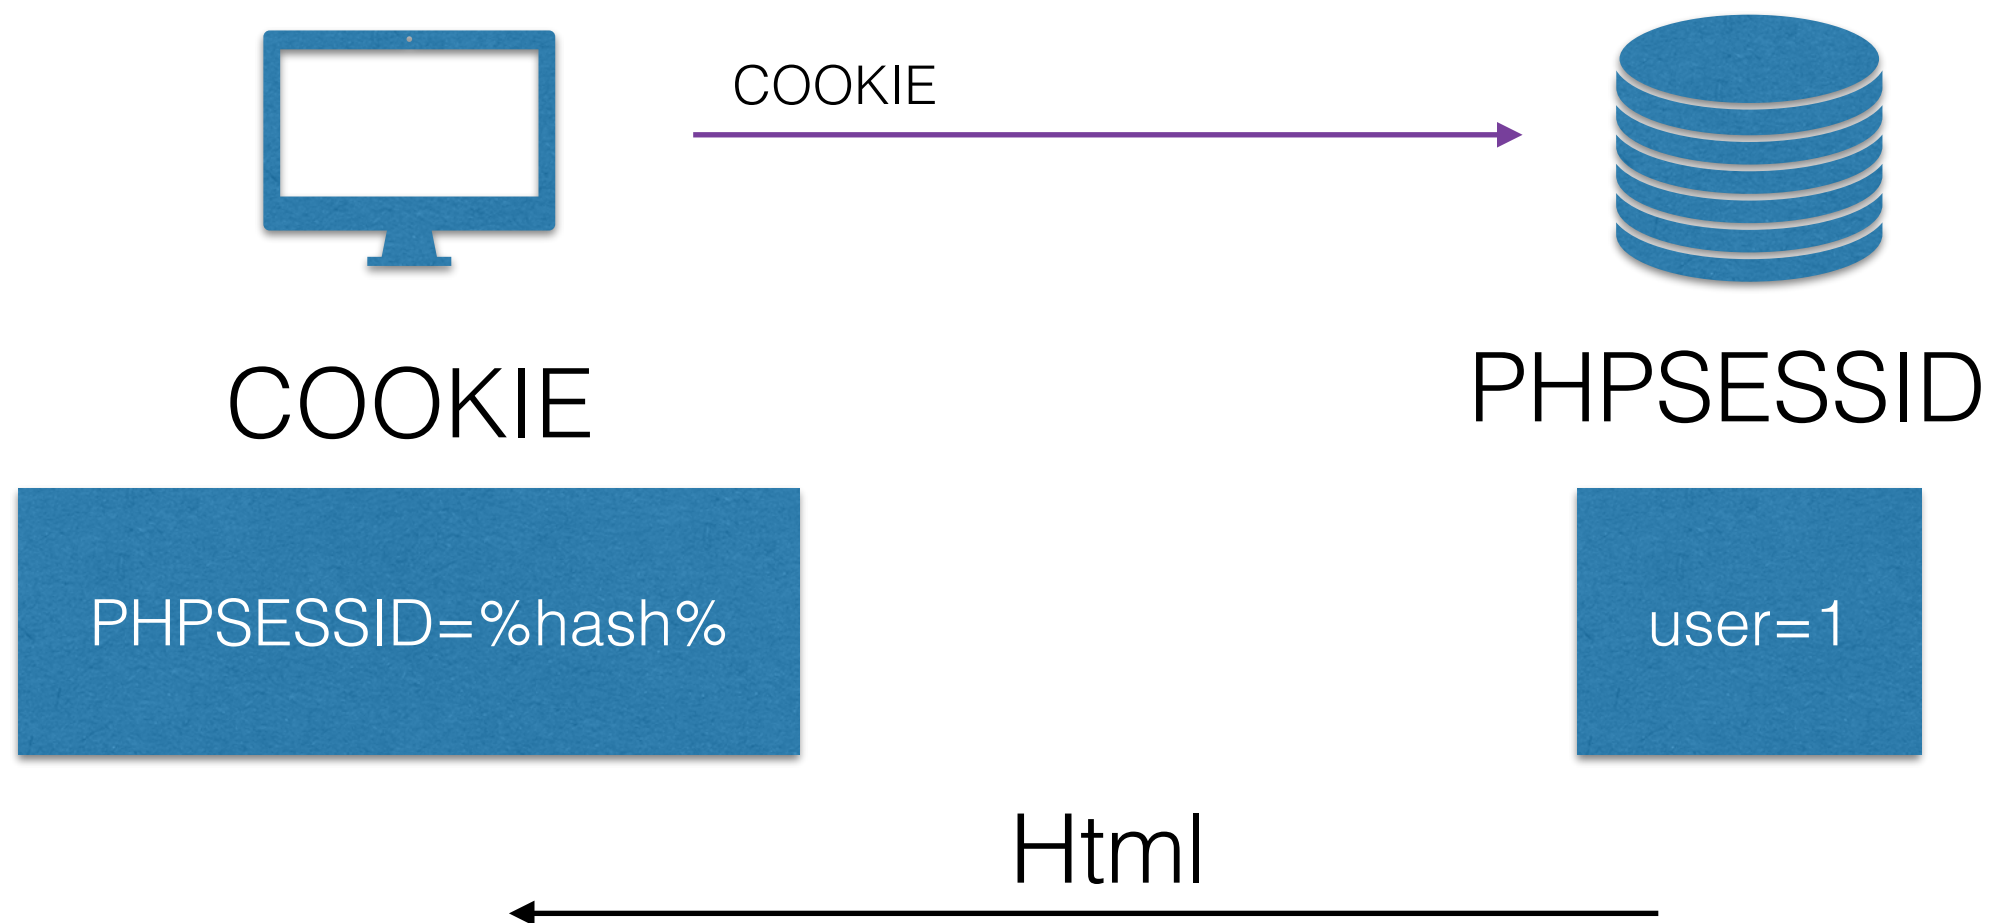 COOKIE
COOKIE
PHPSESSID
PHPSESSID=%hash%
user=1
Html